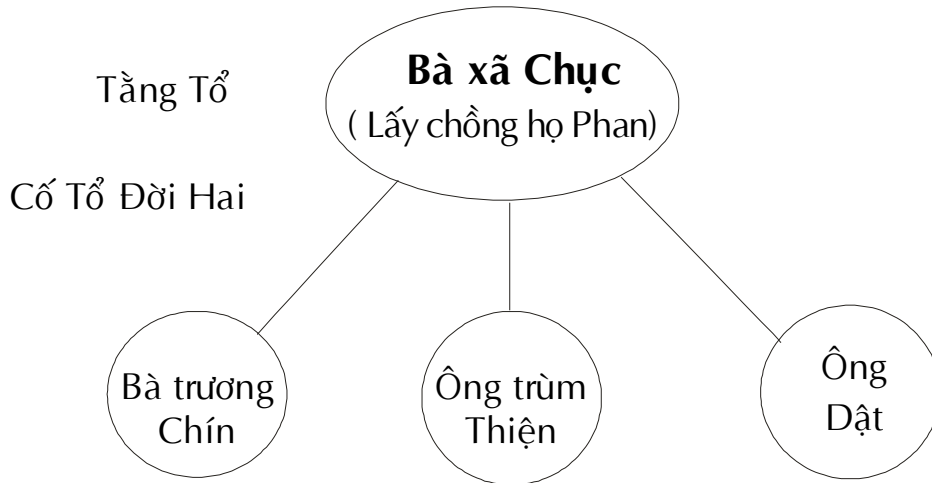 Bà xã Chục
Tằng Tổ
( Lấy chồng họ Phan)
Cố Tổ Đời Hai
Bà trương
Chín
Ông trùm
Thiện
Ông
Dật